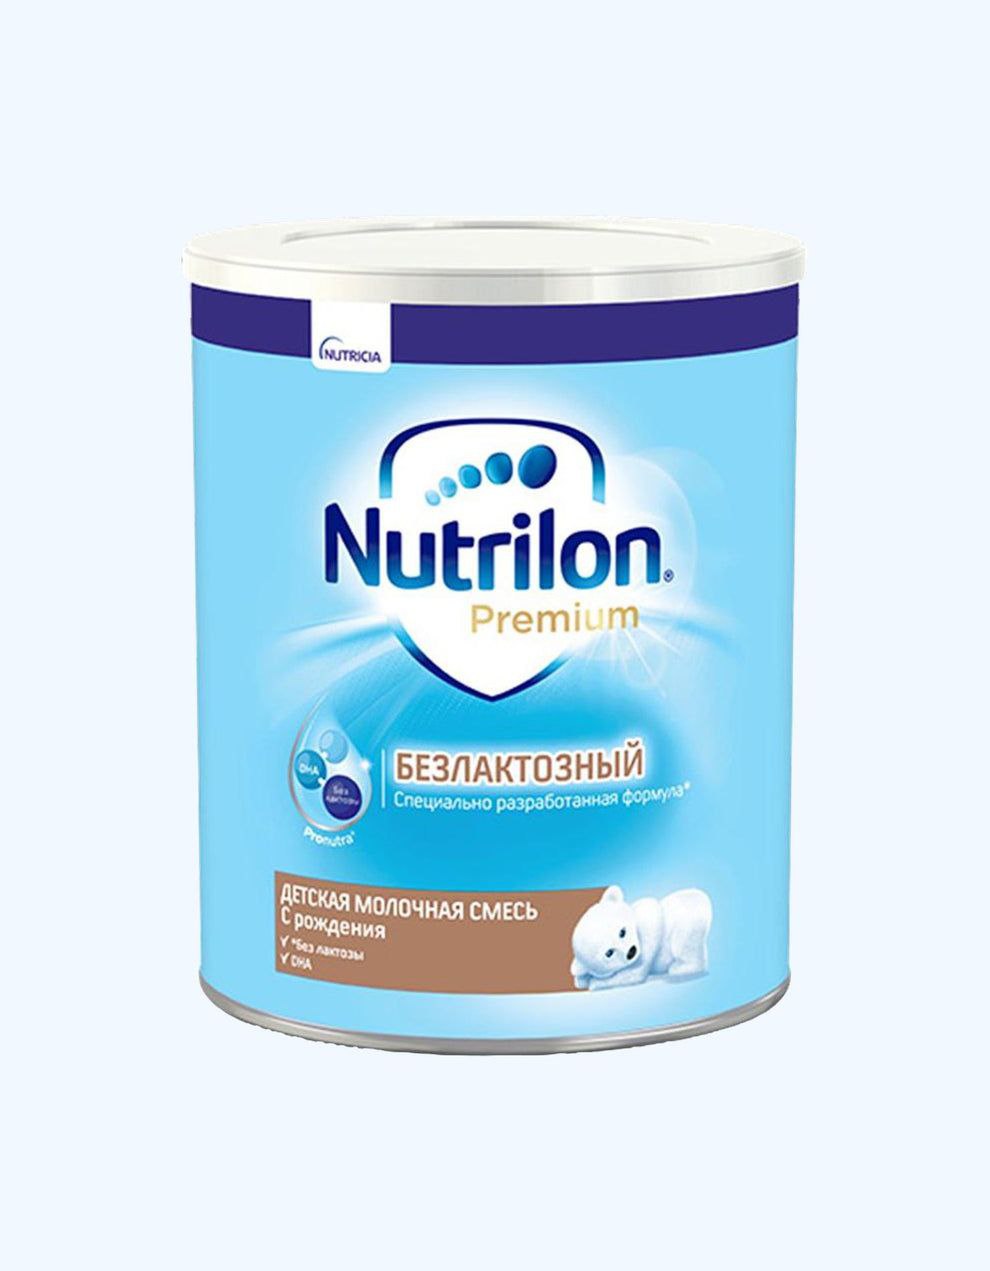 NUTRICIA
Nutrilon®
Premium
DHA
Без
лактозы
Pronutra⁺
БЕЗЛАКТОЗНЫЙ
Специально разработанная формула*
ДЕТСКАЯ МОЛОЧНАЯ СМЕСЬ
С рождения
✓ *Без лактозы
✓ DHA